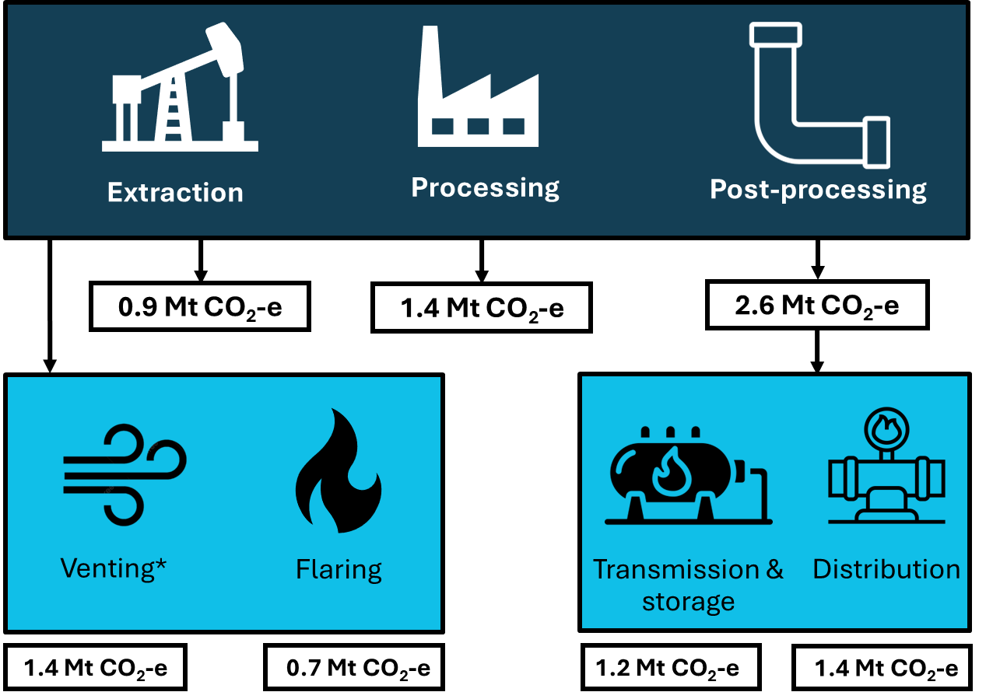 Extraction
Processing
Post-processing
0.9 Mt CO₂-e
1.4 Mt CO₂-e
2.6 Mt CO₂-e
Venting*
Flaring
Transmission &
storage
Distribution
1.4 Mt CO₂-e
0.7 Mt CO₂-e
1.2 Mt CO₂-e
1.4 Mt CO₂-e